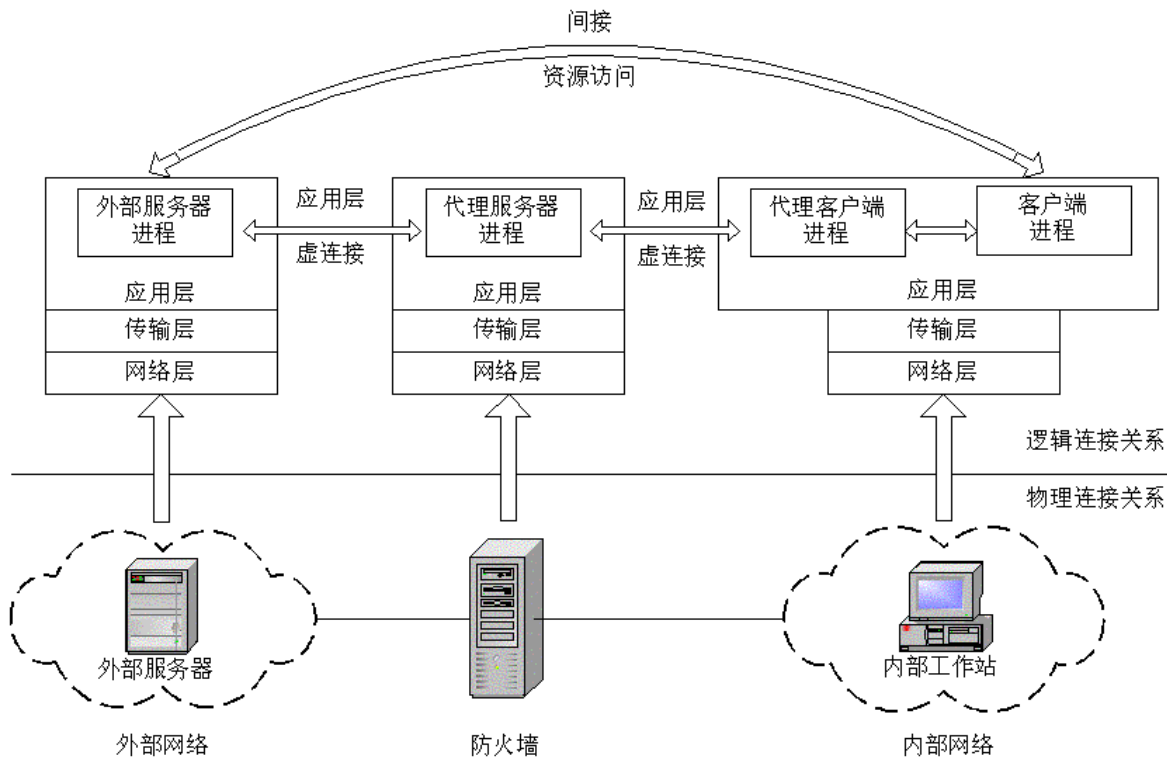 间接
资源访问
外部服务器
进程
应用层
虚连接
代理服务器
进程
应用层
虚连接
代理客户端
进程
客户端
进程
应用层
传输层
网络层
应用层
传输层
网络层
应用层
传输层
网络层
逻辑连接关系
物理连接关系
外部服务器
内部工作站
外部网络
防火墙
内部网络